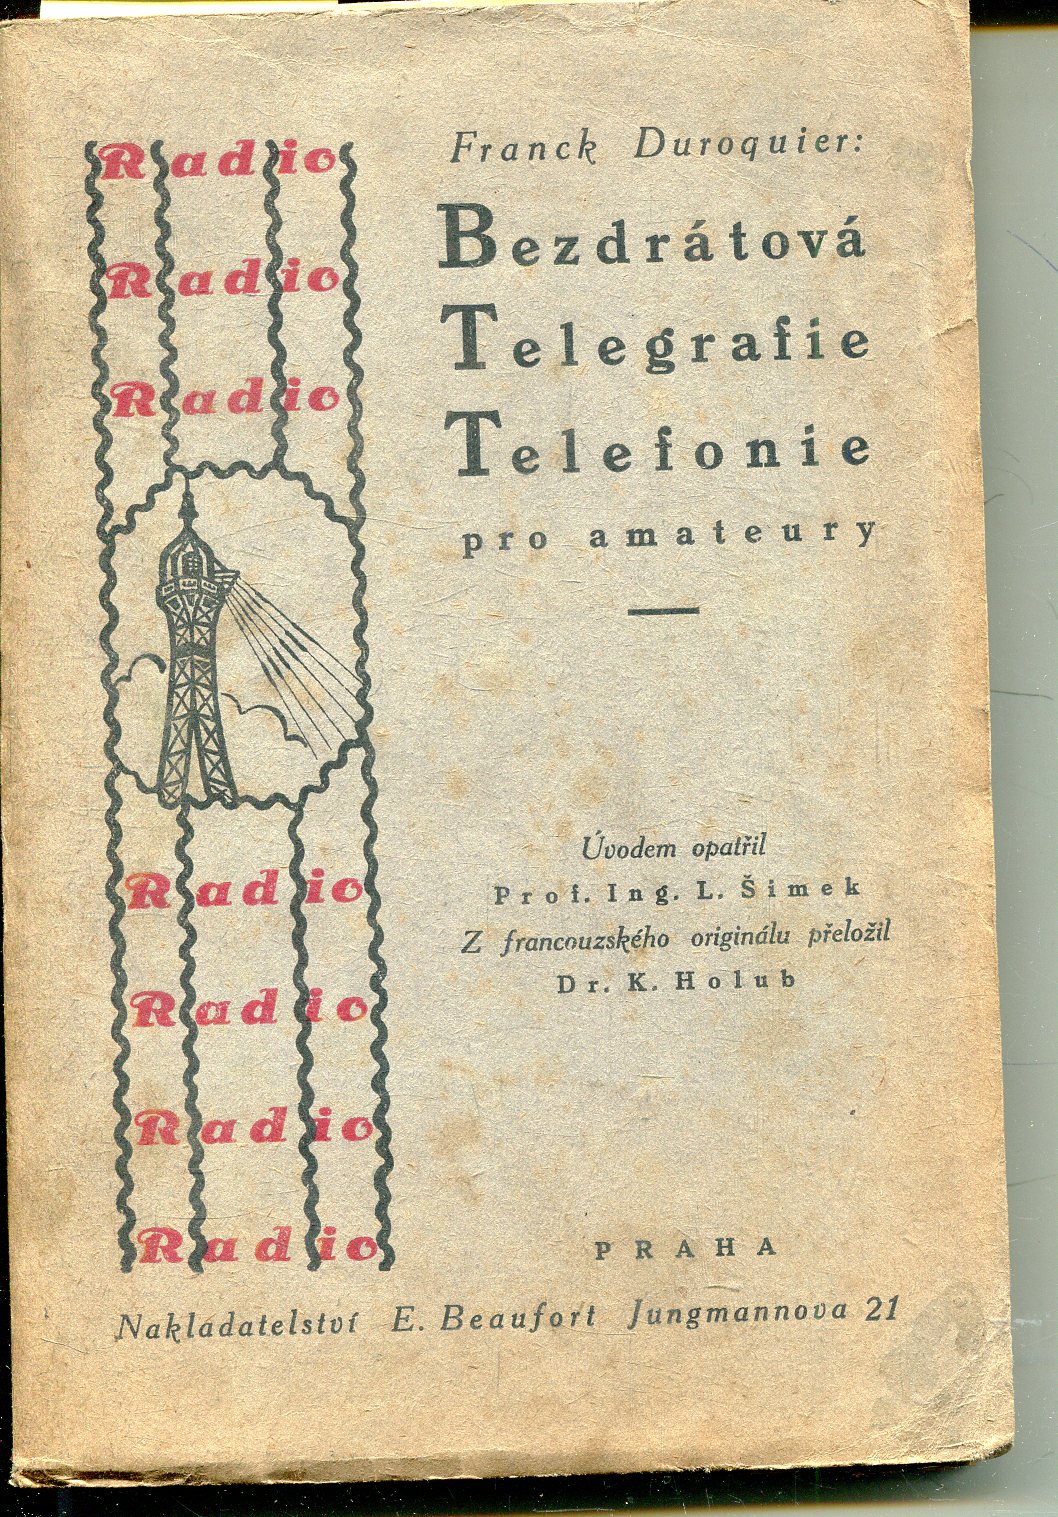 Radio
Radio
Radio
Radio
Radio
Radio
Radio
Franck Duroquier:
Bezdrátová
Telegrafie
Telefonie
pro amateury
Úvodem opatřil
Prof. Ing. L. Šimek
Z francouzského originálu přeložil
Dr. K. Holub
PRAHA
Nakladatelství E. Beaufort Jungmannova 21